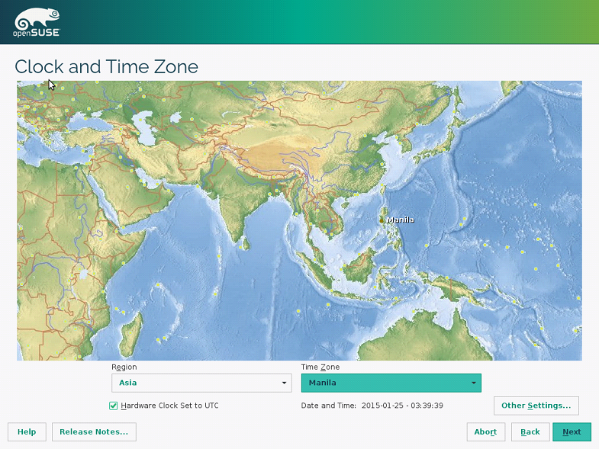 openSUSE
Clock and Time Zone
Manila
Region
Time Zone
Asia
Manila
Hardware Clock Set to UTC
Date and Time: 2015-01-25 - 03:39:39
Other Settings...
Help
Release Notes...
Abort
Back
Next